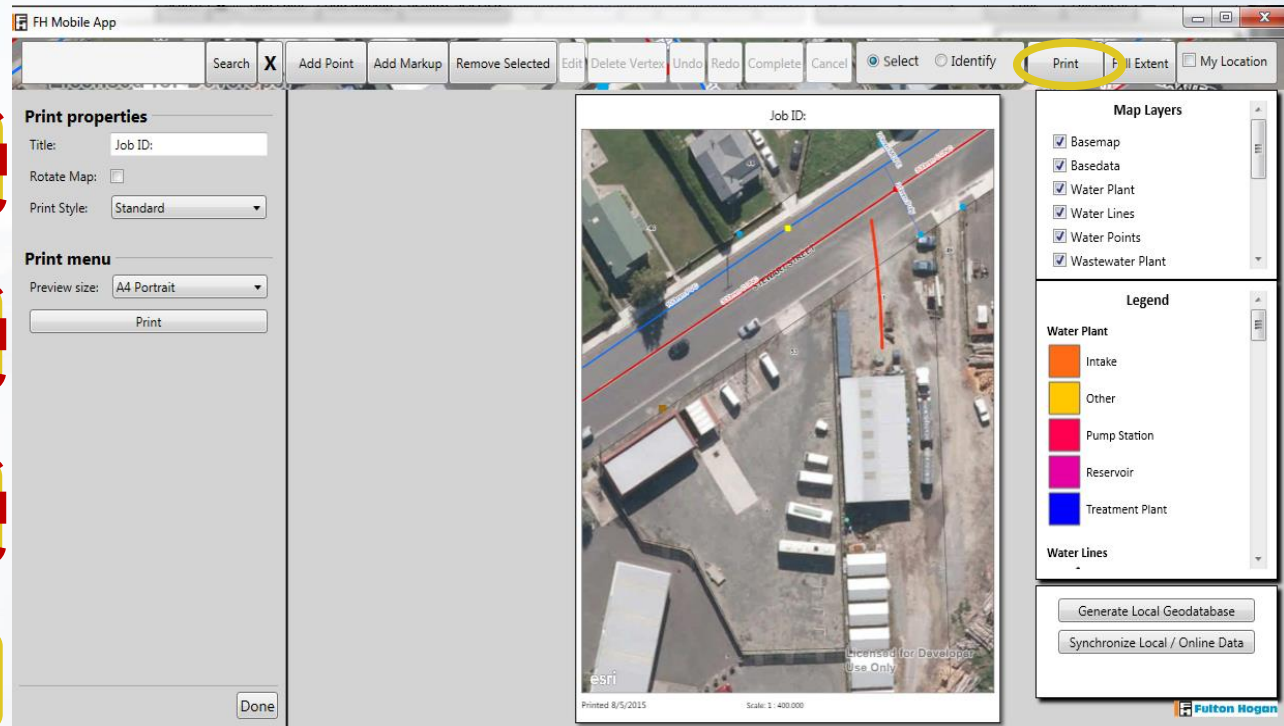 FH Mobile App
Search X Add Point Add Markup Remove Selected Edit Delete Vertex Undo Redo Complete Cancel Select Identify Print Full Extent My Location
Print properties
Title: Job ID:
Rotate Map:
Print Style: Standard
Print menu
Preview size: A4 Portrait
Print
Done
Job ID:
esri
Licensed for Developer
Use Only
Printed 8/5/2015 Scale: 1 : 400.000
Map Layers
Basemap
Basedata
Water Plant
Water Lines
Water Points
Wastewater Plant
Legend
Water Plant
Intake
Other
Pump Station
Reservoir
Treatment Plant
Water Lines
Generate Local Geodatabase
Synchronize Local / Online Data
Fulton Hogan